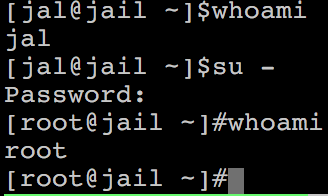 [jal@jail ~]$whoami
jal
[jal@jail ~]$su -
Password:
[root@jail ~]#whoami
root
[root@jail ~]#